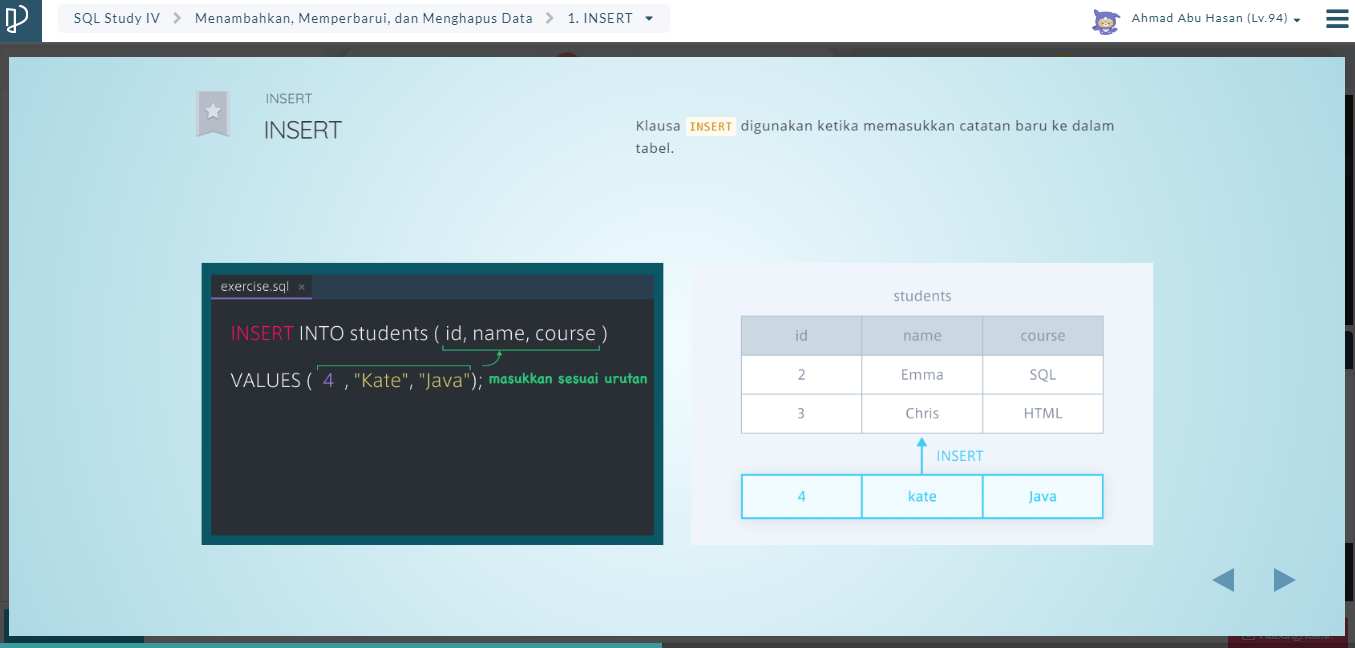 SQL Study IV
Menambahkan, Memperbarui, dan Menghapus Data
1. INSERT
Ahmad Abu Hasan (Lv.94)
INSERT
INSERT
Klausa INSERT digunakan ketika memasukkan catatan baru ke dalam
tabel.
exercise.sql ×
INSERT INTO students ( id, name, course )
VALUES ( 4 , "Kate", "Java"); masukkan sesuai urutan
students
id name course
2 Emma SQL
3 Chris HTML
INSERT
4 kate Java